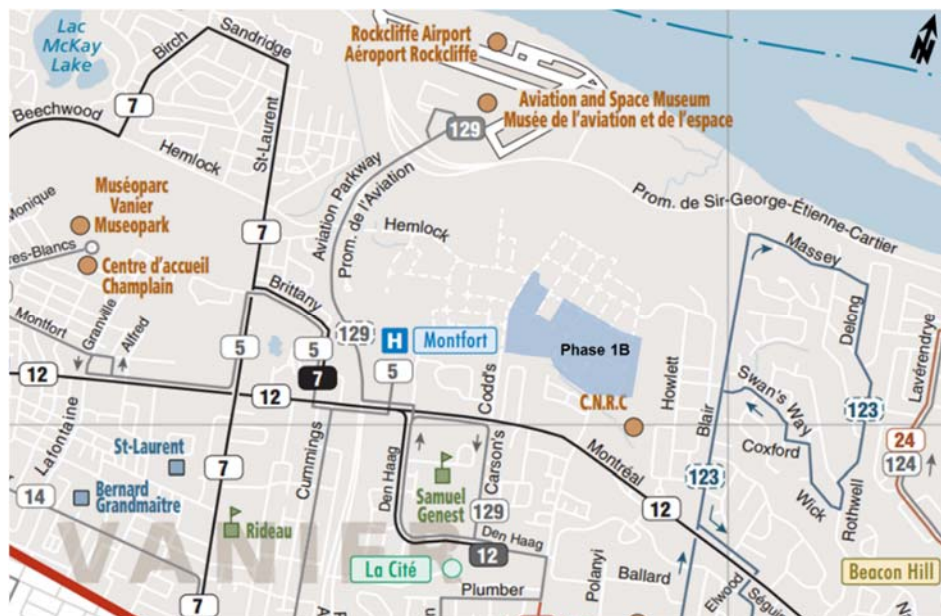 Lac
McKay
Lake
Birch
Sandridge
7
Beechwood
Hemlock
St-Laurent
Rockcliffe Airport
Aéroport Rockcliffe
N
Aviation and Space Museum
Musée de l'aviation et de l'espace
129
Aviation Parkway
Prom. de l'Aviation
Hemlock
Prom. de Sir-George-Étienne-Cartier
Monique
Muséoparc
Vanier
Museopark
res-Blancs
Centre d'accueil
Champlain
7
Brittany
Massey
Delong
Lavérendrye
Montfort
Granville
Alfred
5
5
129
H
Montfort
Phase 1B
7
5
12
12
Codd's
C.N.R.C
Howlett
Blair
Swan's Way
123
24
124
Coxford
Lafontaine
St-Laurent
7
14
Bernard
Grandmaître
Rideau
Cummings
Den Haag
Samuel
Genest
Carson's
129
Montréal
123
12
Wick
Rothwell
VANIER
12
Den Haag
La Cité
Plumber
Polanyi
Ballard
Elwood
Séguin
Beacon Hill
7